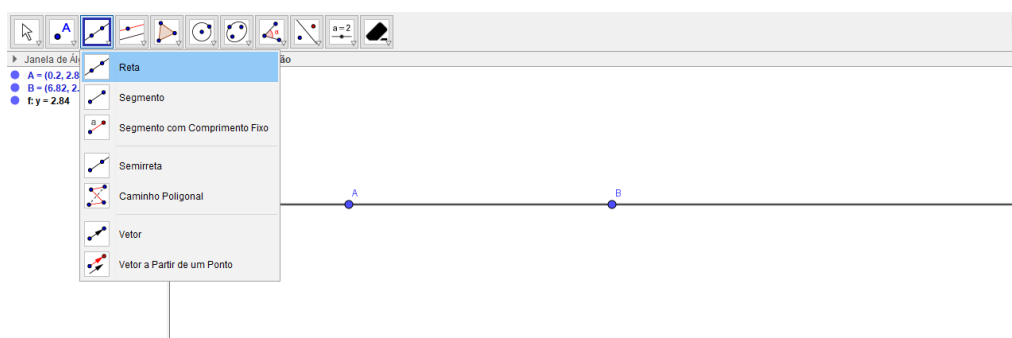 A
α
a=2
Janela de Ál
ão
A = (0.2, 2.8
B = (6.82, 2.
f: y = 2.84
Reta
Segmento
a
Segmento com Comprimento Fixo
Semirreta
Caminho Poligonal
Vetor
Vetor a Partir de um Ponto
A
B